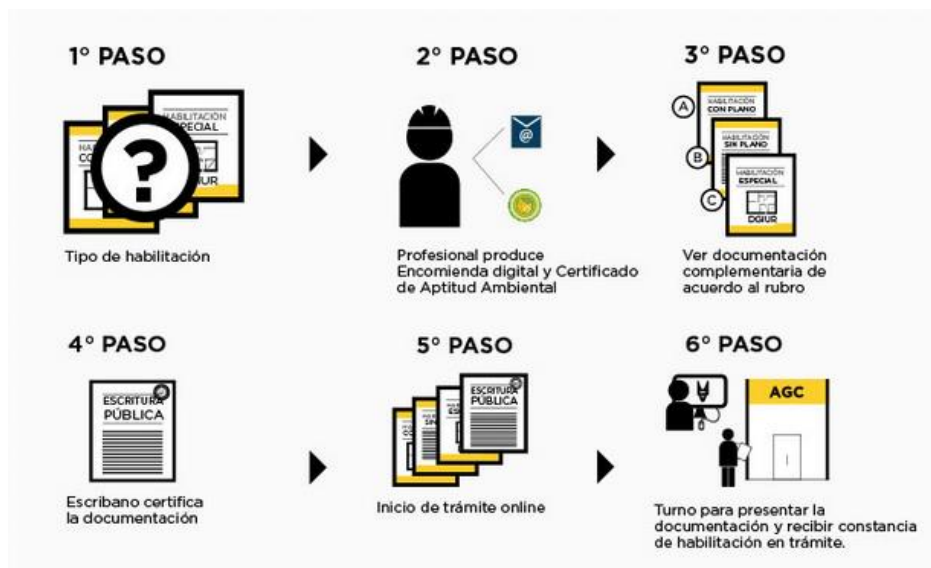 1° PASO
HABILITACIÓN
ESPECIAL
?
Tipo de habilitación
2° PASO
@
Profesional produce
Encomienda digital y Certificado
de Aptitud Ambiental
3° PASO
A
HABILITACIÓN
CON PLANO
B
HABILITACIÓN
SIN PLANO
C
HABILITACIÓN
ESPECIAL
DGIUR
Ver documentación
complementaria de
acuerdo al rubro
4° PASO
ESCRITURA
PÚBLICA
Escribano certifica
la documentación
5° PASO
ESCRITURA
PÚBLICA
Inicio de trámite online
6° PASO
AGC
Turno para presentar la
documentación y recibir constancia
de habilitación en trámite.